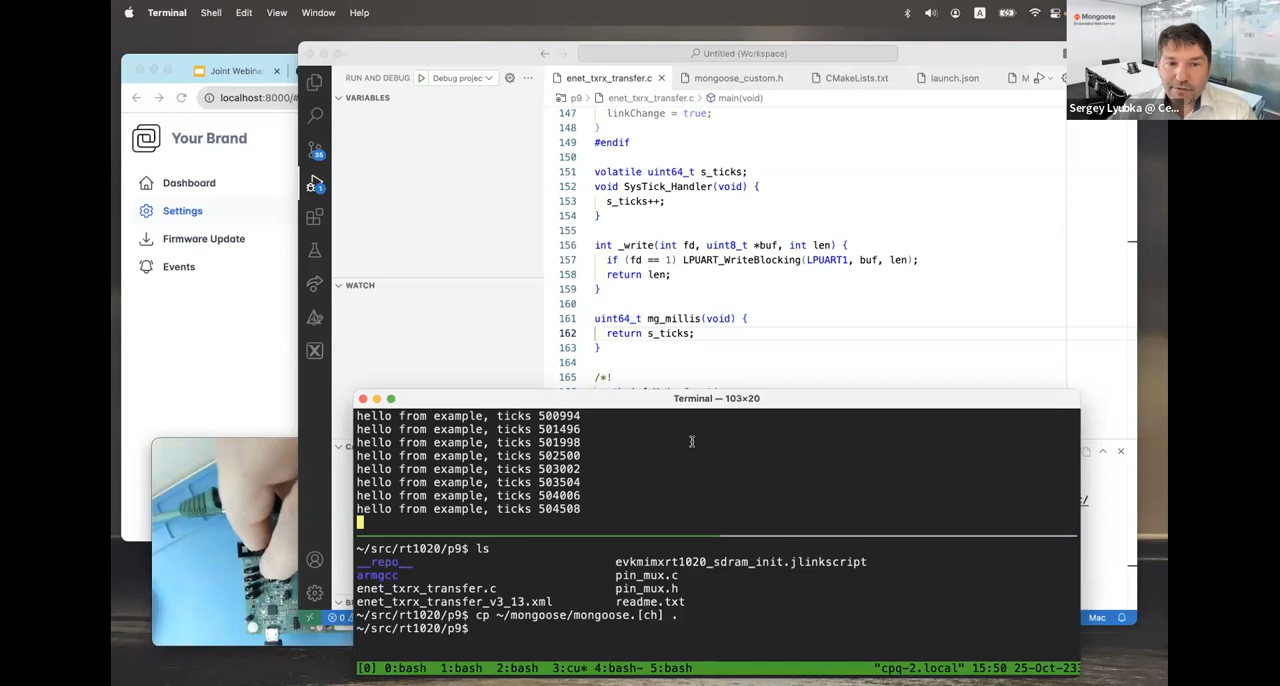 Terminal Shell Edit View Window Help
A
Mongoose
Embedded Web Server
Sergey Lyubka @ Ce...
Joint Webina
localhost:8000/#
Your Brand
Dashboard
Settings
Firmware Update
Events
Untitled (Workspace)
RUN AND DEBUG Debug projec
VARIABLES
WATCH
35
1
enet_txrx_transfer.c mongoose_custom.h CMakeLists.txt launch.json M
p9 > enet_txrx_transfer.c > main(void)
147 linkChange = true;
148 }
149 #endif
150
151 volatile uint64_t s_ticks;
152 void SysTick_Handler(void) {
153 s_ticks++;
154 }
155
156 int _write(int fd, uint8_t *buf, int len) {
157 if (fd == 1) LPUART_WriteBlocking(LPUART1, buf, len);
158 return len;
159 }
160
161 uint64_t mg_millis(void) {
162 return s_ticks;
163 }
164
165 /*!
Terminal — 103×20
hello from example, ticks 500994
hello from example, ticks 501496
hello from example, ticks 501998
hello from example, ticks 502500
hello from example, ticks 503002
hello from example, ticks 503504
hello from example, ticks 504006
hello from example, ticks 504508
~/src/rt1020/p9$ ls
__repo__ evkmimxrt1020_sdram_init.jlinkscript
armgcc pin_mux.c
enet_txrx_transfer.c pin_mux.h
enet_txrx_transfer_v3_13.xml readme.txt
~/src/rt1020/p9$ cp ~/mongoose/mongoose.[ch] .
~/src/rt1020/p9$
[0] 0:bash 1:bash 2:bash 3:cu* 4:bash- 5:bash "cpq-2.local" 15:50 25-Oct-23
0
Mac